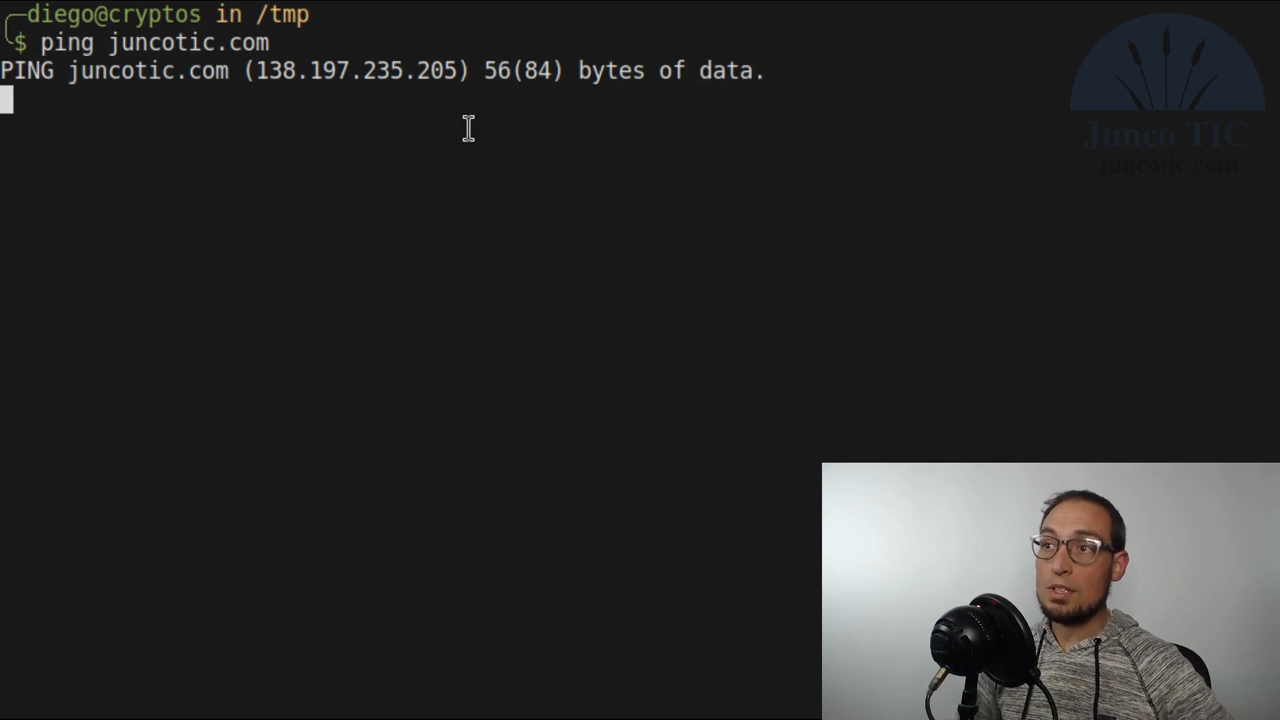 diego@cryptos in /tmp
$ ping juncotic.com
PING juncotic.com (138.197.235.205) 56(84) bytes of data.
Junco TIC
juncotic.com